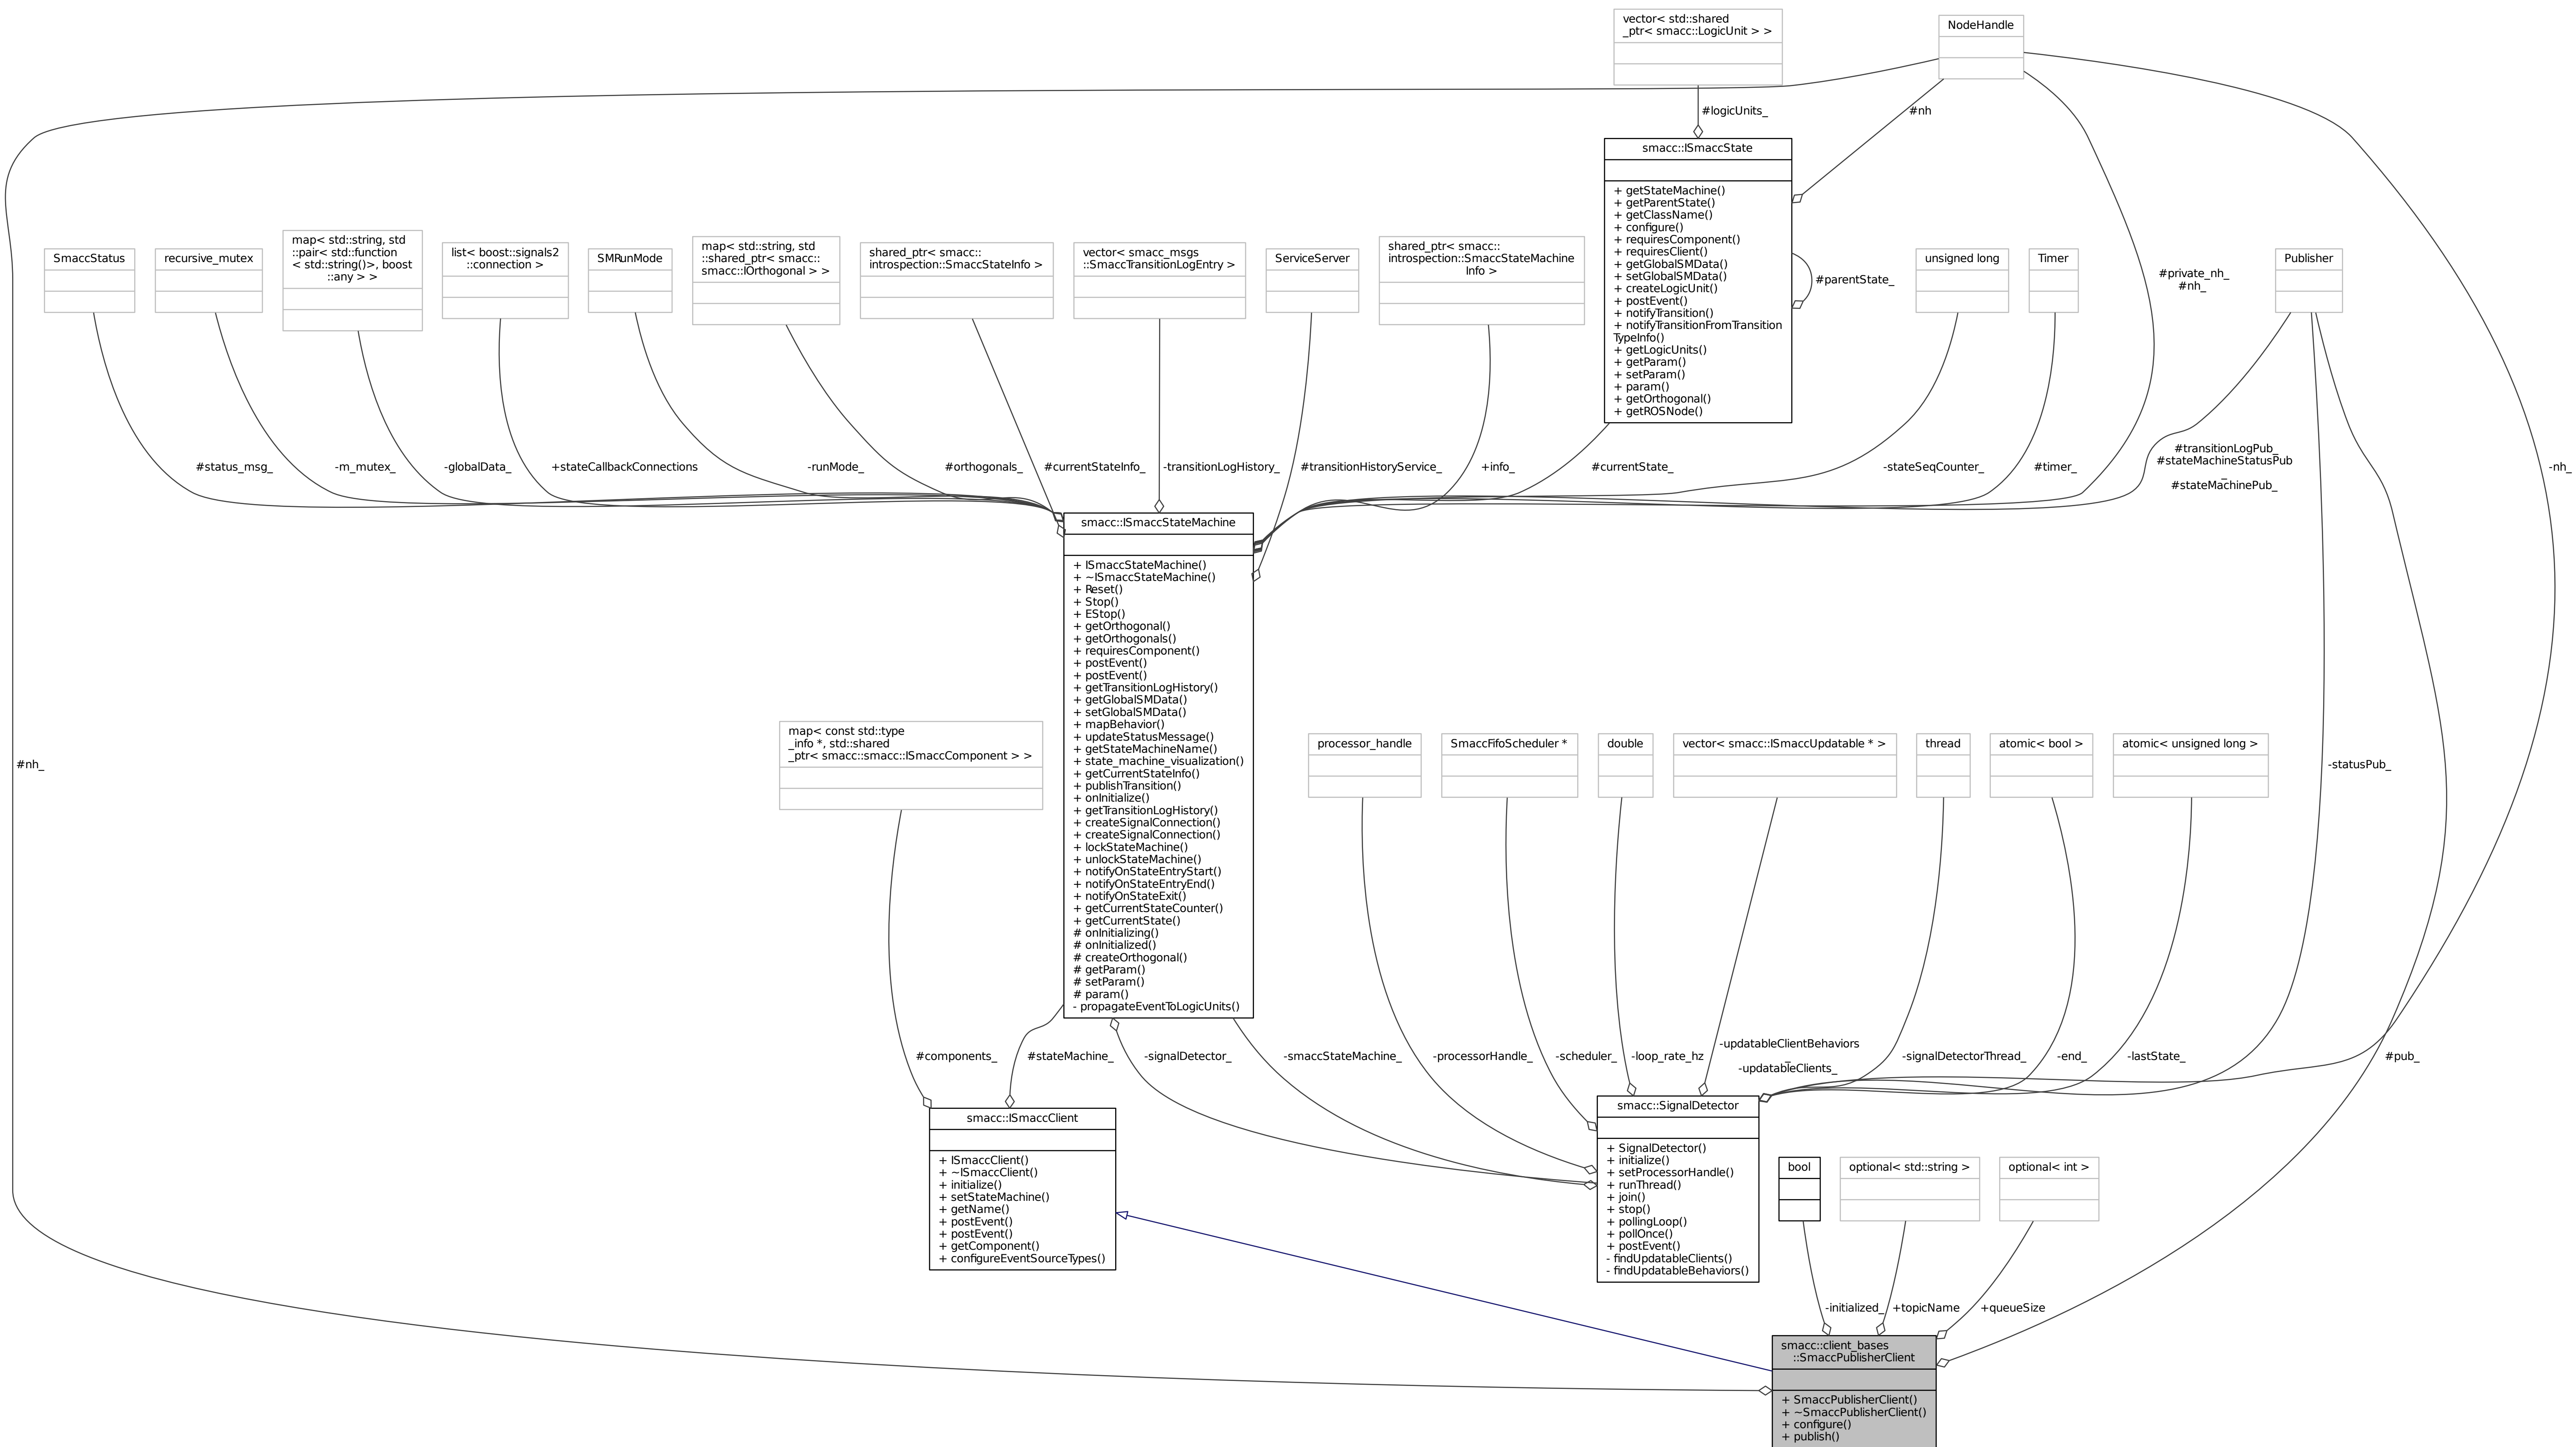 vector< std::shared
_ptr< smacc::LogicUnit > >
NodeHandle
#logicUnits_
#nh
smacc::ISmaccState
+ getStateMachine()
+ getParentState()
+ getClassName()
+ configure()
+ requiresComponent()
+ requiresClient()
+ getGlobalSMData()
+ setGlobalSMData()
+ createLogicUnit()
+ postEvent()
+ notifyTransition()
+ notifyTransitionFromTransition
TypeInfo()
+ getLogicUnits()
+ getParam()
+ setParam()
+ param()
+ getOrthogonal()
+ getROSNode()
#parentState_
#private_nh_
#nh_
SmaccStatus
recursive_mutex
map< std::string, std
::pair< std::function
< std::string()>, boost
::any > >
list< boost::signals2
::connection >
SMRunMode
map< std::string, std
::shared_ptr< smacc::
smacc::IOrthogonal > >
shared_ptr< smacc::
introspection::SmaccStateInfo >
vector< smacc_msgs
::SmaccTransitionLogEntry >
ServiceServer
shared_ptr< smacc::
introspection::SmaccStateMachine
Info >
unsigned long
Timer
Publisher
#status_msg_
-m_mutex_
-globalData_
+stateCallbackConnections
-runMode_
#orthogonals_
#currentStateInfo_
-transitionLogHistory_
#transitionHistoryService_
+info_
#currentState_
-stateSeqCounter_
#timer_
#transitionLogPub_
#stateMachineStatusPub
_
#stateMachinePub_
-nh_
smacc::ISmaccStateMachine
+ ISmaccStateMachine()
+ ~ISmaccStateMachine()
+ Reset()
+ Stop()
+ EStop()
+ getOrthogonal()
+ getOrthogonals()
+ requiresComponent()
+ postEvent()
+ postEvent()
+ getTransitionLogHistory()
+ getGlobalSMData()
+ setGlobalSMData()
+ mapBehavior()
+ updateStatusMessage()
+ getStateMachineName()
+ state_machine_visualization()
+ getCurrentStateInfo()
+ publishTransition()
+ onInitialize()
+ getTransitionLogHistory()
+ createSignalConnection()
+ createSignalConnection()
+ lockStateMachine()
+ unlockStateMachine()
+ notifyOnStateEntryStart()
+ notifyOnStateEntryEnd()
+ notifyOnStateExit()
+ getCurrentStateCounter()
+ getCurrentState()
# onInitializing()
# onInitialized()
# createOrthogonal()
# getParam()
# setParam()
# param()
- propagateEventToLogicUnits()
#nh_
map< const std::type
_info *, std::shared
_ptr< smacc::smacc::ISmaccComponent > >
processor_handle
SmaccFifoScheduler *
double
vector< smacc::ISmaccUpdatable * >
thread
atomic< bool >
atomic< unsigned long >
-statusPub_
#components_
#stateMachine_
-signalDetector_
-smaccStateMachine_
-processorHandle_
-scheduler_
-loop_rate_hz
-updatableClientBehaviors
_
-updatableClients_
-signalDetectorThread_
-end_
-lastState_
#pub_
smacc::ISmaccClient
+ ISmaccClient()
+ ~ISmaccClient()
+ initialize()
+ setStateMachine()
+ getName()
+ postEvent()
+ postEvent()
+ getComponent()
+ configureEventSourceTypes()
smacc::SignalDetector
+ SignalDetector()
+ initialize()
+ setProcessorHandle()
+ runThread()
+ join()
+ stop()
+ pollingLoop()
+ pollOnce()
+ postEvent()
- findUpdatableClients()
- findUpdatableBehaviors()
bool
optional< std::string >
optional< int >
-initialized_
+topicName
+queueSize
smacc::client_bases
::SmaccPublisherClient
+ SmaccPublisherClient()
+ ~SmaccPublisherClient()
+ configure()
+ publish()